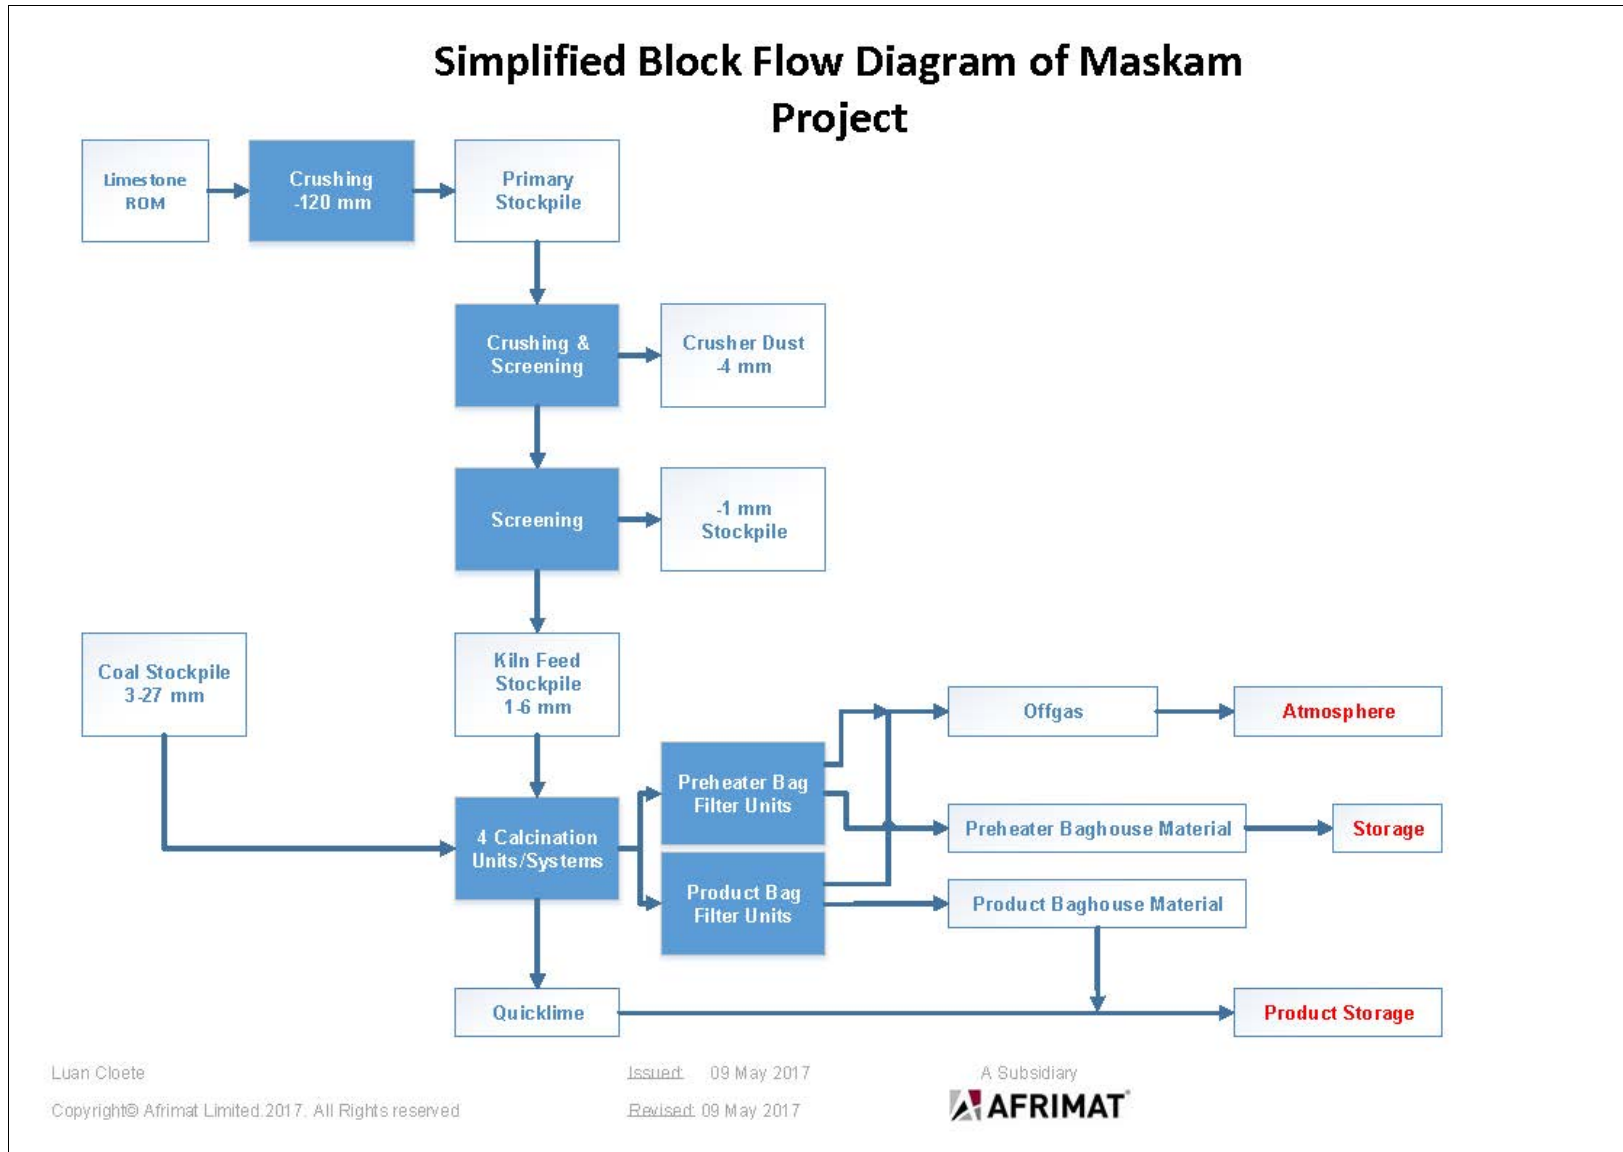 Simplified Block Flow Diagram of Maskam
Project
Limestone
ROM
Crushing
-120 mm
Primary
Stockpile
Crushing &
Screening
Crusher Dust
-4 mm
Screening
-1 mm
Stockpile
Coal Stockpile
3-27 mm
Kiln Feed
Stockpile
1-6 mm
Offgas
Atmosphere
Preheater Bag
Filter Units
Preheater Baghouse Material
Storage
4 Calcination
Units/Systems
Product Bag
Filter Units
Product Baghouse Material
Quicklime
Product Storage
Luan Cloete
Issued: 09 May 2017
A Subsidiary
Copyright© Afrimat Limited.2017. All Rights reserved
Revised: 09 May 2017
AFRIMAT